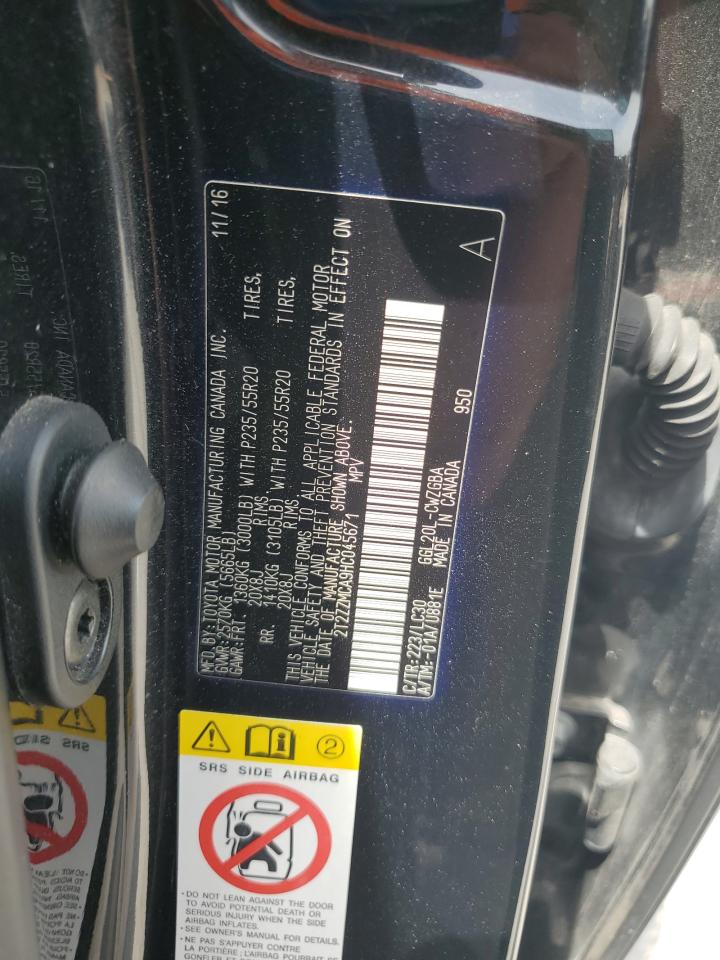 MFD.BY:TOYOTA MOTOR MANUFACTURING CANADA INC. 11/16
GVWR:2570KG (5665LB)
GAWR:FRT. 1360KG (3000LB) WITH P235/55R20 TIRES,
20X8J RIMS
RR. 1410KG (3105LB) WITH P235/55R20 TIRES,
20X8J RIMS
THIS VEHICLE CONFORMS TO ALL APPLICABLE FEDERAL MOTOR
VEHICLE SAFETY AND THEFT PREVENTION STANDARDS IN EFFECT ON
THE DATE OF MANUFACTURE SHOWN ABOVE.
2T2ZZMCA9HC045671 MPV
A
C/TR:223/LC30 GGL20L-CWZGBA 950
A/TM:-01A/U881E MADE IN CANADA
2
SRS SIDE AIRBAG
• DO NOT LEAN AGAINST THE DOOR
TO AVOID POTENTIAL DEATH OR
SERIOUS INJURY WHEN THE SIDE
AIRBAG INFLATES.
• SEE OWNER'S MANUAL FOR DETAILS.
• NE PAS S'APPUYER CONTRE
LA PORTIÈRE; L'AIRBAG POURRAIT SE